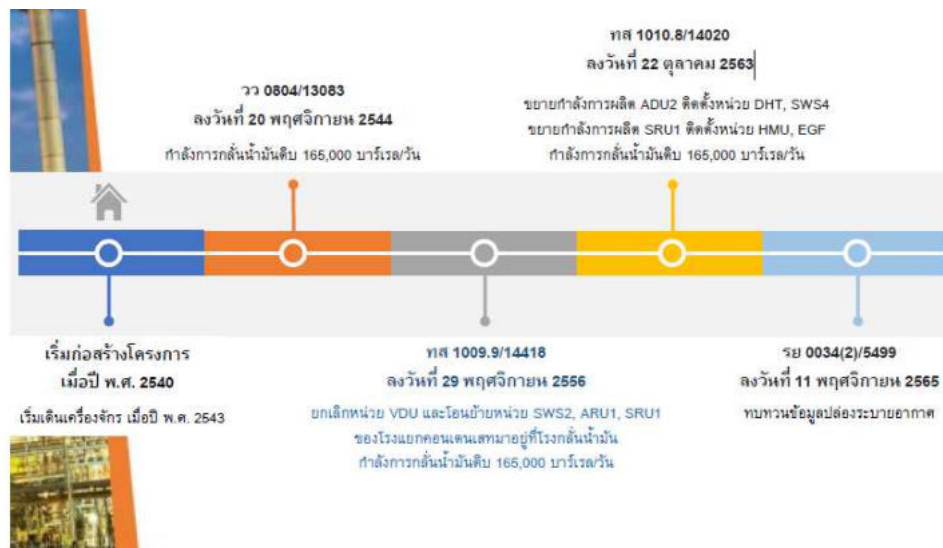 ทส 1010.8/14020
ลงวันที่ 22 ตุลาคม 2563
ขยายกำลังการผลิต ADU2 ติดตั้งหน่วย DHT, SWS4
ขยายกำลังการผลิต SRU1 ติดตั้งหน่วย HMU, EGF
กำลังการกลั่นน้ำมันดิบ 165,000 บาร์เรล/วัน
วว 0804/13083
ลงวันที่ 20 พฤศจิกายน 2544
กำลังการกลั่นน้ำมันดิบ 165,000 บาร์เรล/วัน
เริ่มก่อสร้างโครงการ
เมื่อปี พ.ศ. 2540
เริ่มเดินเครื่องจักร เมื่อปี พ.ศ. 2543
ทส 1009.9/14418
ลงวันที่ 29 พฤศจิกายน 2556
ยกเลิกหน่วย VDU และโอนย้ายหน่วย SWS2, ARU1, SRU1
ของโรงแยกคอนเดนเสทมาอยู่ที่โรงกลั่นน้ำมัน
กำลังการกลั่นน้ำมันดิบ 165,000 บาร์เรล/วัน
รย 0034(2)/5499
ลงวันที่ 11 พฤศจิกายน 2565
ทบทวนข้อมูลปล่องระบายอากาศ